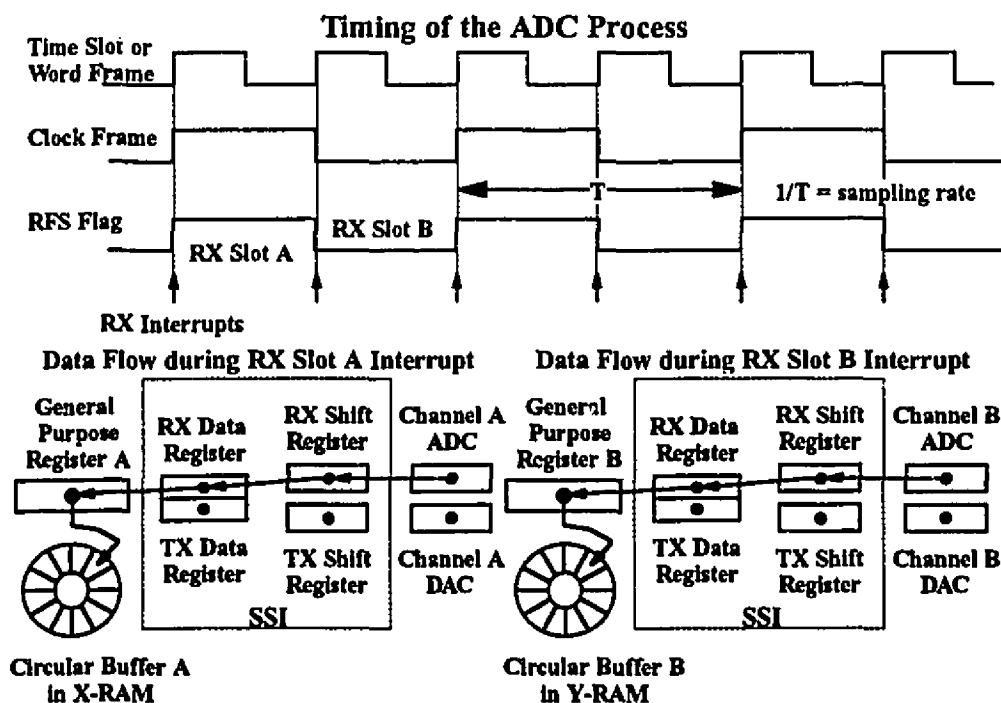 Timing of the ADC Process
Time Slot or
Word Frame
Clock Frame
T
1/T = sampling rate
RFS Flag
RX Slot A
RX Slot B
RX Interrupts
Data Flow during RX Slot A Interrupt
General
Purpose
Register A
RX Data
Register
RX Shift
Register
Channel A
ADC
TX Data
Register
TX Shift
Register
Channel A
DAC
SSI
Circular Buffer A
in X-RAM
Data Flow during RX Slot B Interrupt
General
Purpose
Register B
RX Data
Register
RX Shift
Register
Channel B
ADC
TX Data
Register
TX Shift
Register
Channel B
DAC
SSI
Circular Buffer B
in Y-RAM